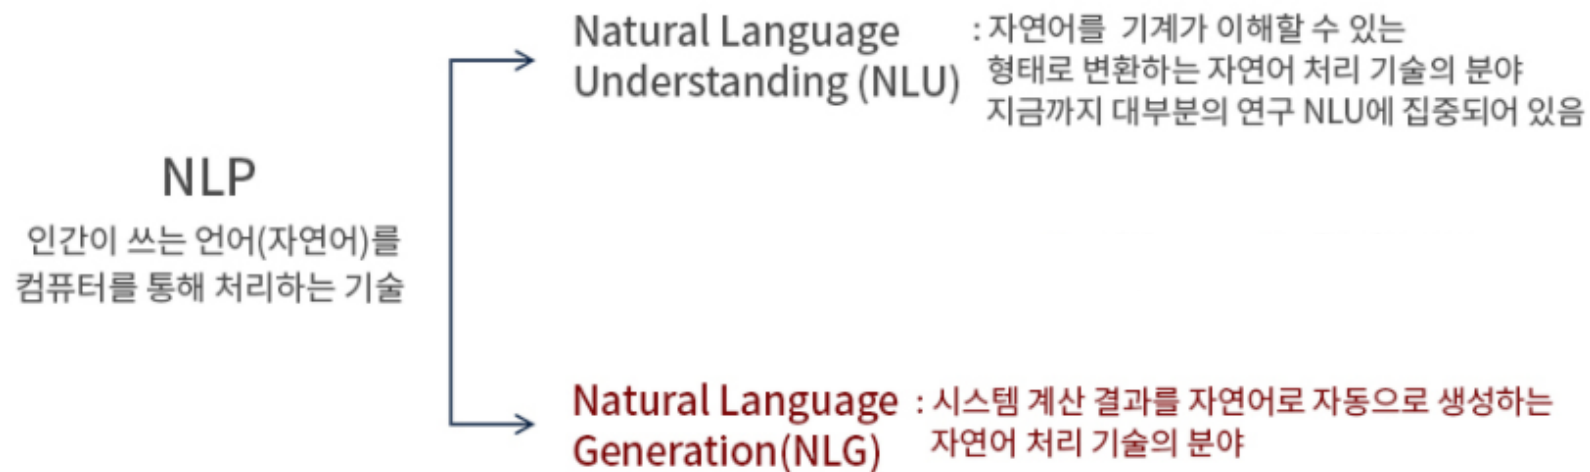 NLP
인간이 쓰는 언어(자연어)를
컴퓨터를 통해 처리하는 기술
Natural Language
Understanding (NLU)
: 자연어를 기계가 이해할 수 있는
형태로 변환하는 자연어 처리 기술의 분야
지금까지 대부분의 연구 NLU에 집중되어 있음
Natural Language
Generation(NLG)
: 시스템 계산 결과를 자연어로 자동으로 생성하는
자연어 처리 기술의 분야